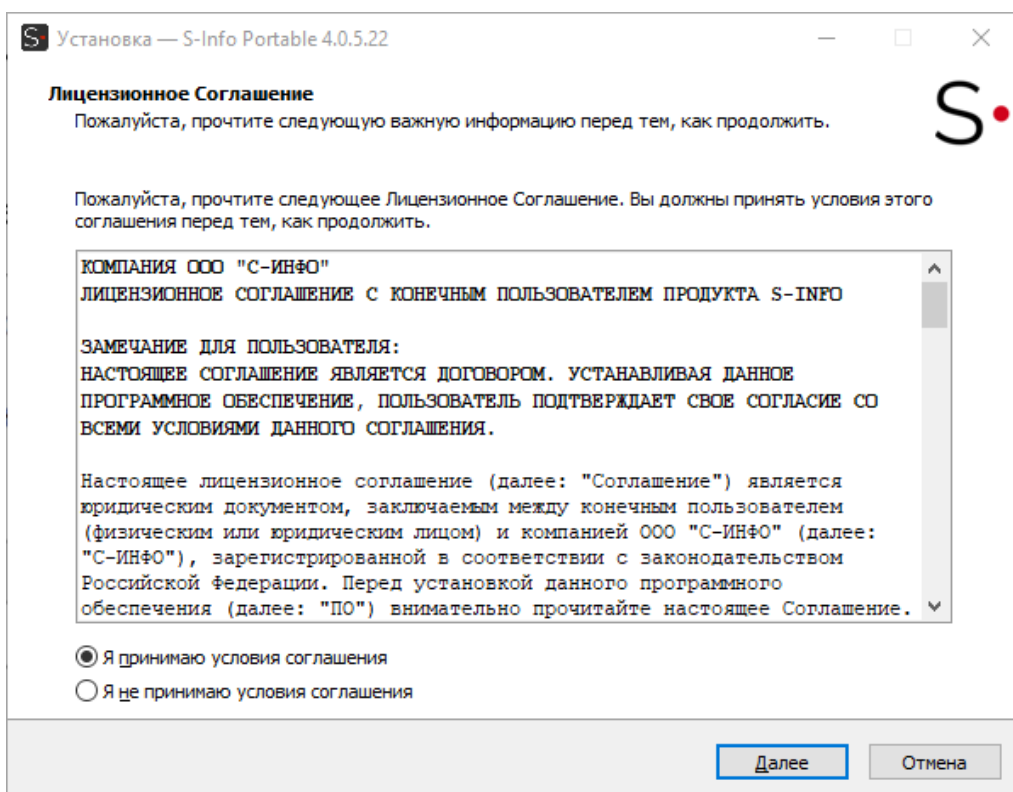 S• Установка — S-Info Portable 4.0.5.22
Лицензионное Соглашение
Пожалуйста, прочтите следующую важную информацию перед тем, как продолжить.
S•
Пожалуйста, прочтите следующее Лицензионное Соглашение. Вы должны принять условия этого
соглашения перед тем, как продолжить.
КОМПАНИЯ ООО "С-ИНФО"
ЛИЦЕНЗИОННОЕ СОГЛАШЕНИЕ С КОНЕЧНЫМ ПОЛЬЗОВАТЕЛЕМ ПРОДУКТА S-INFO
ЗАМЕЧАНИЕ ДЛЯ ПОЛЬЗОВАТЕЛЯ:
НАСТОЯЩЕЕ СОГЛАШЕНИЕ ЯВЛЯЕТСЯ ДОГОВОРОМ. УСТАНАВЛИВАЯ ДАННОЕ
ПРОГРАММНОЕ ОБЕСПЕЧЕНИЕ, ПОЛЬЗОВАТЕЛЬ ПОДТВЕРЖДАЕТ СВОЕ СОГЛАСИЕ СО
ВСЕМИ УСЛОВИЯМИ ДАННОГО СОГЛАШЕНИЯ.
Настоящее лицензионное соглашение (далее: "Соглашение") является
юридическим документом, заключаемым между конечным пользователем
(физическим или юридическим лицом) и компанией ООО "С-ИНФО" (далее:
"С-ИНФО"), зарегистрированной в соответствии с законодательством
Российской Федерации. Перед установкой данного программного
обеспечения (далее: "ПО") внимательно прочитайте настоящее Соглашение.
Я принимаю условия соглашения
Я не принимаю условия соглашения
Далее
Отмена